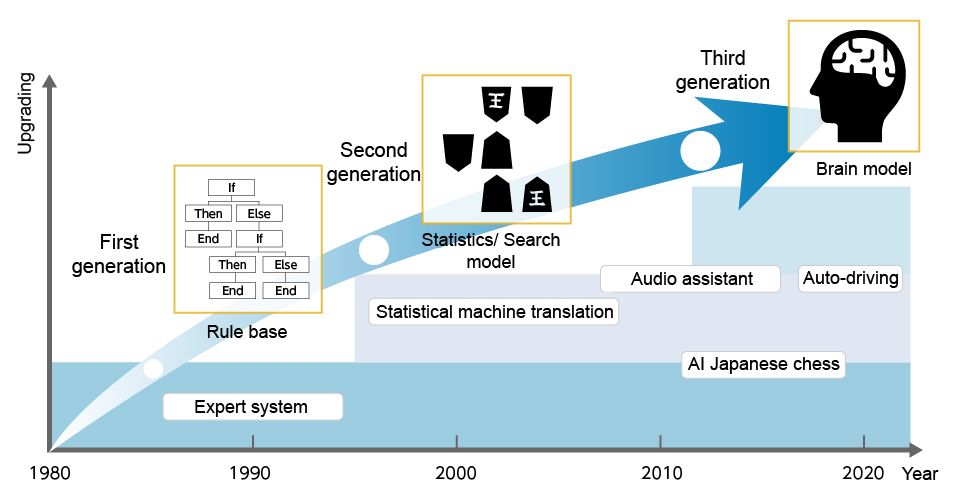 Upgrading
First
generation
If
Then Else
End If
Then Else
End End
Rule base
Second
generation
王
王
Statistics/ Search
model
Third
generation
Brain model
Audio assistant
Auto-driving
Statistical machine translation
AI Japanese chess
Expert system
1980 1990 2000 2010 2020 Year